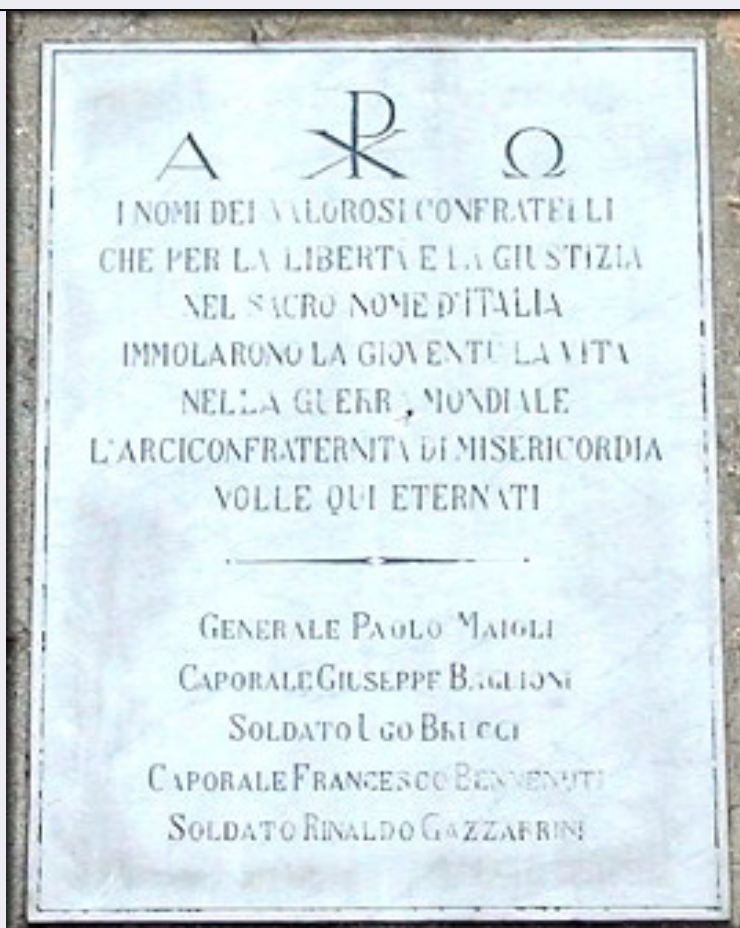 Α ☧ Ω
I NOMI DEI VALOROSI CONFRATELLI
CHE PER LA LIBERTÀ E LA GIUSTIZIA
NEL SACRO NOME D'ITALIA
IMMOLARONO LA GIOVENTÙ LA VITA
NELLA GUERRA MONDIALE
L'ARCICONFRATERNITA DI MISERICORDIA
VOLLE QUI ETERNATI
GENERALE PAOLO MAIOLI
CAPORALE GIUSEPPE BAGLIONI
SOLDATO UGO BRUCCI
CAPORALE FRANCESCO BENVENUTI
SOLDATO RINALDO GAZZARRINI